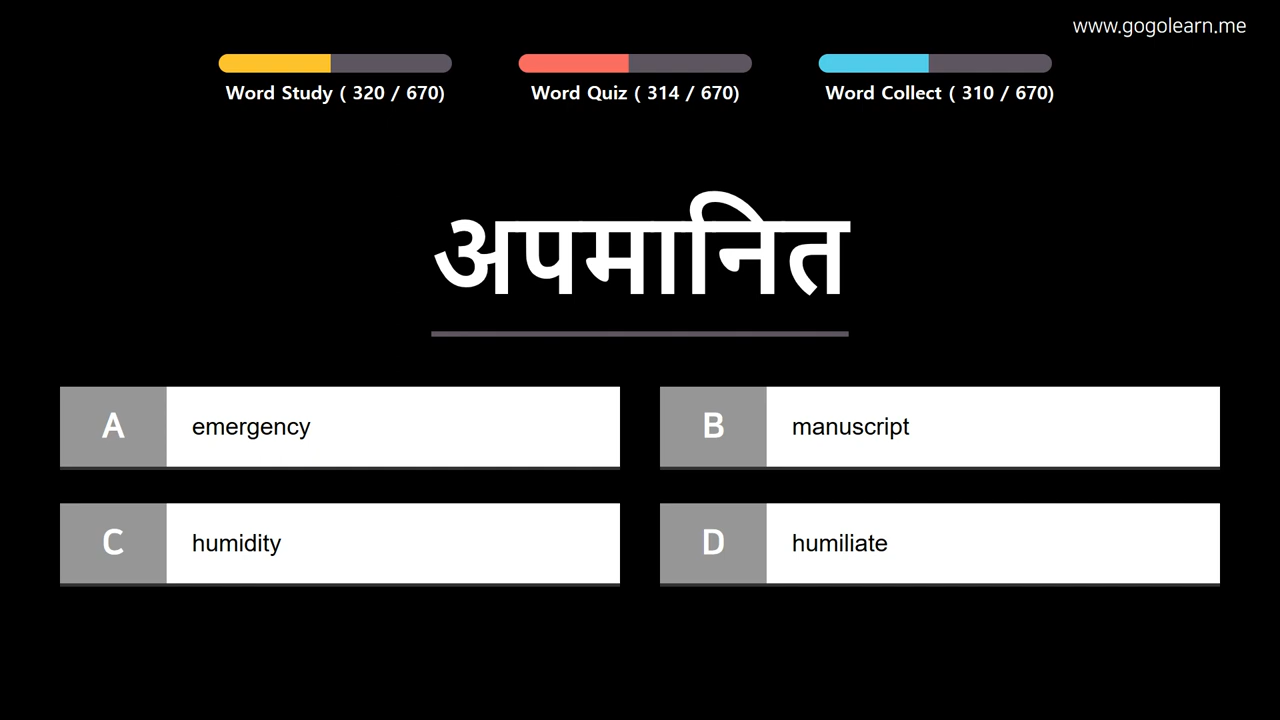 www.gogolearn.me
Word Study ( 320 / 670)
Word Quiz ( 314 / 670)
Word Collect ( 310 / 670)
अपमानित
A emergency
B manuscript
C humidity
D humiliate